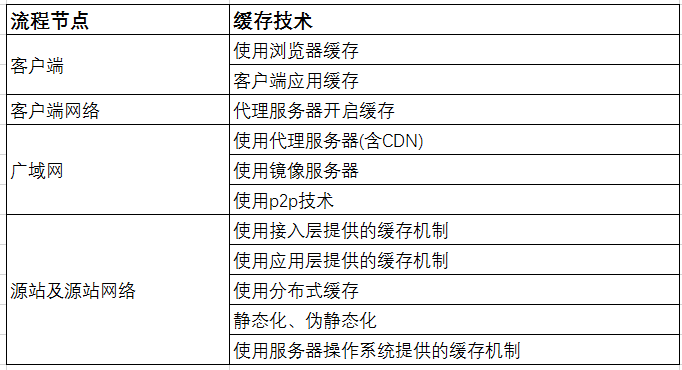 流程节点 缓存技术
客户端 使用浏览器缓存
客户端应用缓存
客户端网络 代理服务器开启缓存
广域网 使用代理服务器(含CDN)
使用镜像服务器
使用p2p技术
源站及源站网络 使用接入层提供的缓存机制
使用应用层提供的缓存机制
使用分布式缓存
静态化、伪静态化
使用服务器操作系统提供的缓存机制